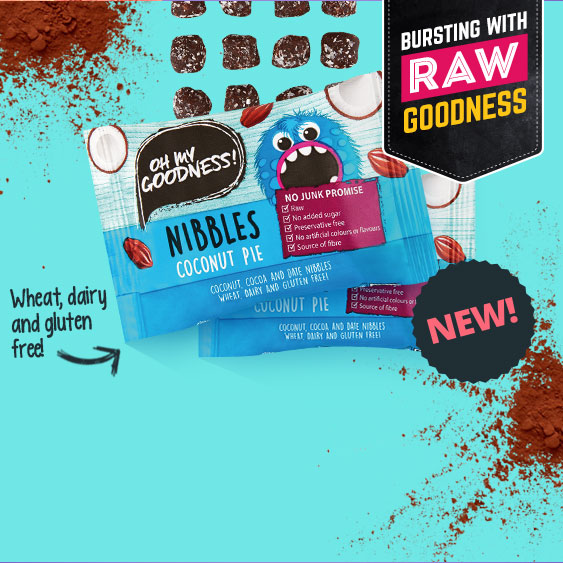 BURSTING WITH
RAW
GOODNESS
OH MY
GOODNESS!
NO JUNK PROMISE
Raw
No added sugar
Preservative free
No artificial colours or flavours
Source of fibre
NIBBLES
COCONUT PIE
COCONUT, COCOA AND DATE NIBBLES
WHEAT, DAIRY AND GLUTEN FREE!
Preservative free
No artificial colours or
Source of fibre
COCONUT PIE
COCONUT, COCOA AND DATE NIBBLES
WHEAT, DAIRY AND GLUTEN FREE!
Wheat, dairy
and gluten
free!
NEW!